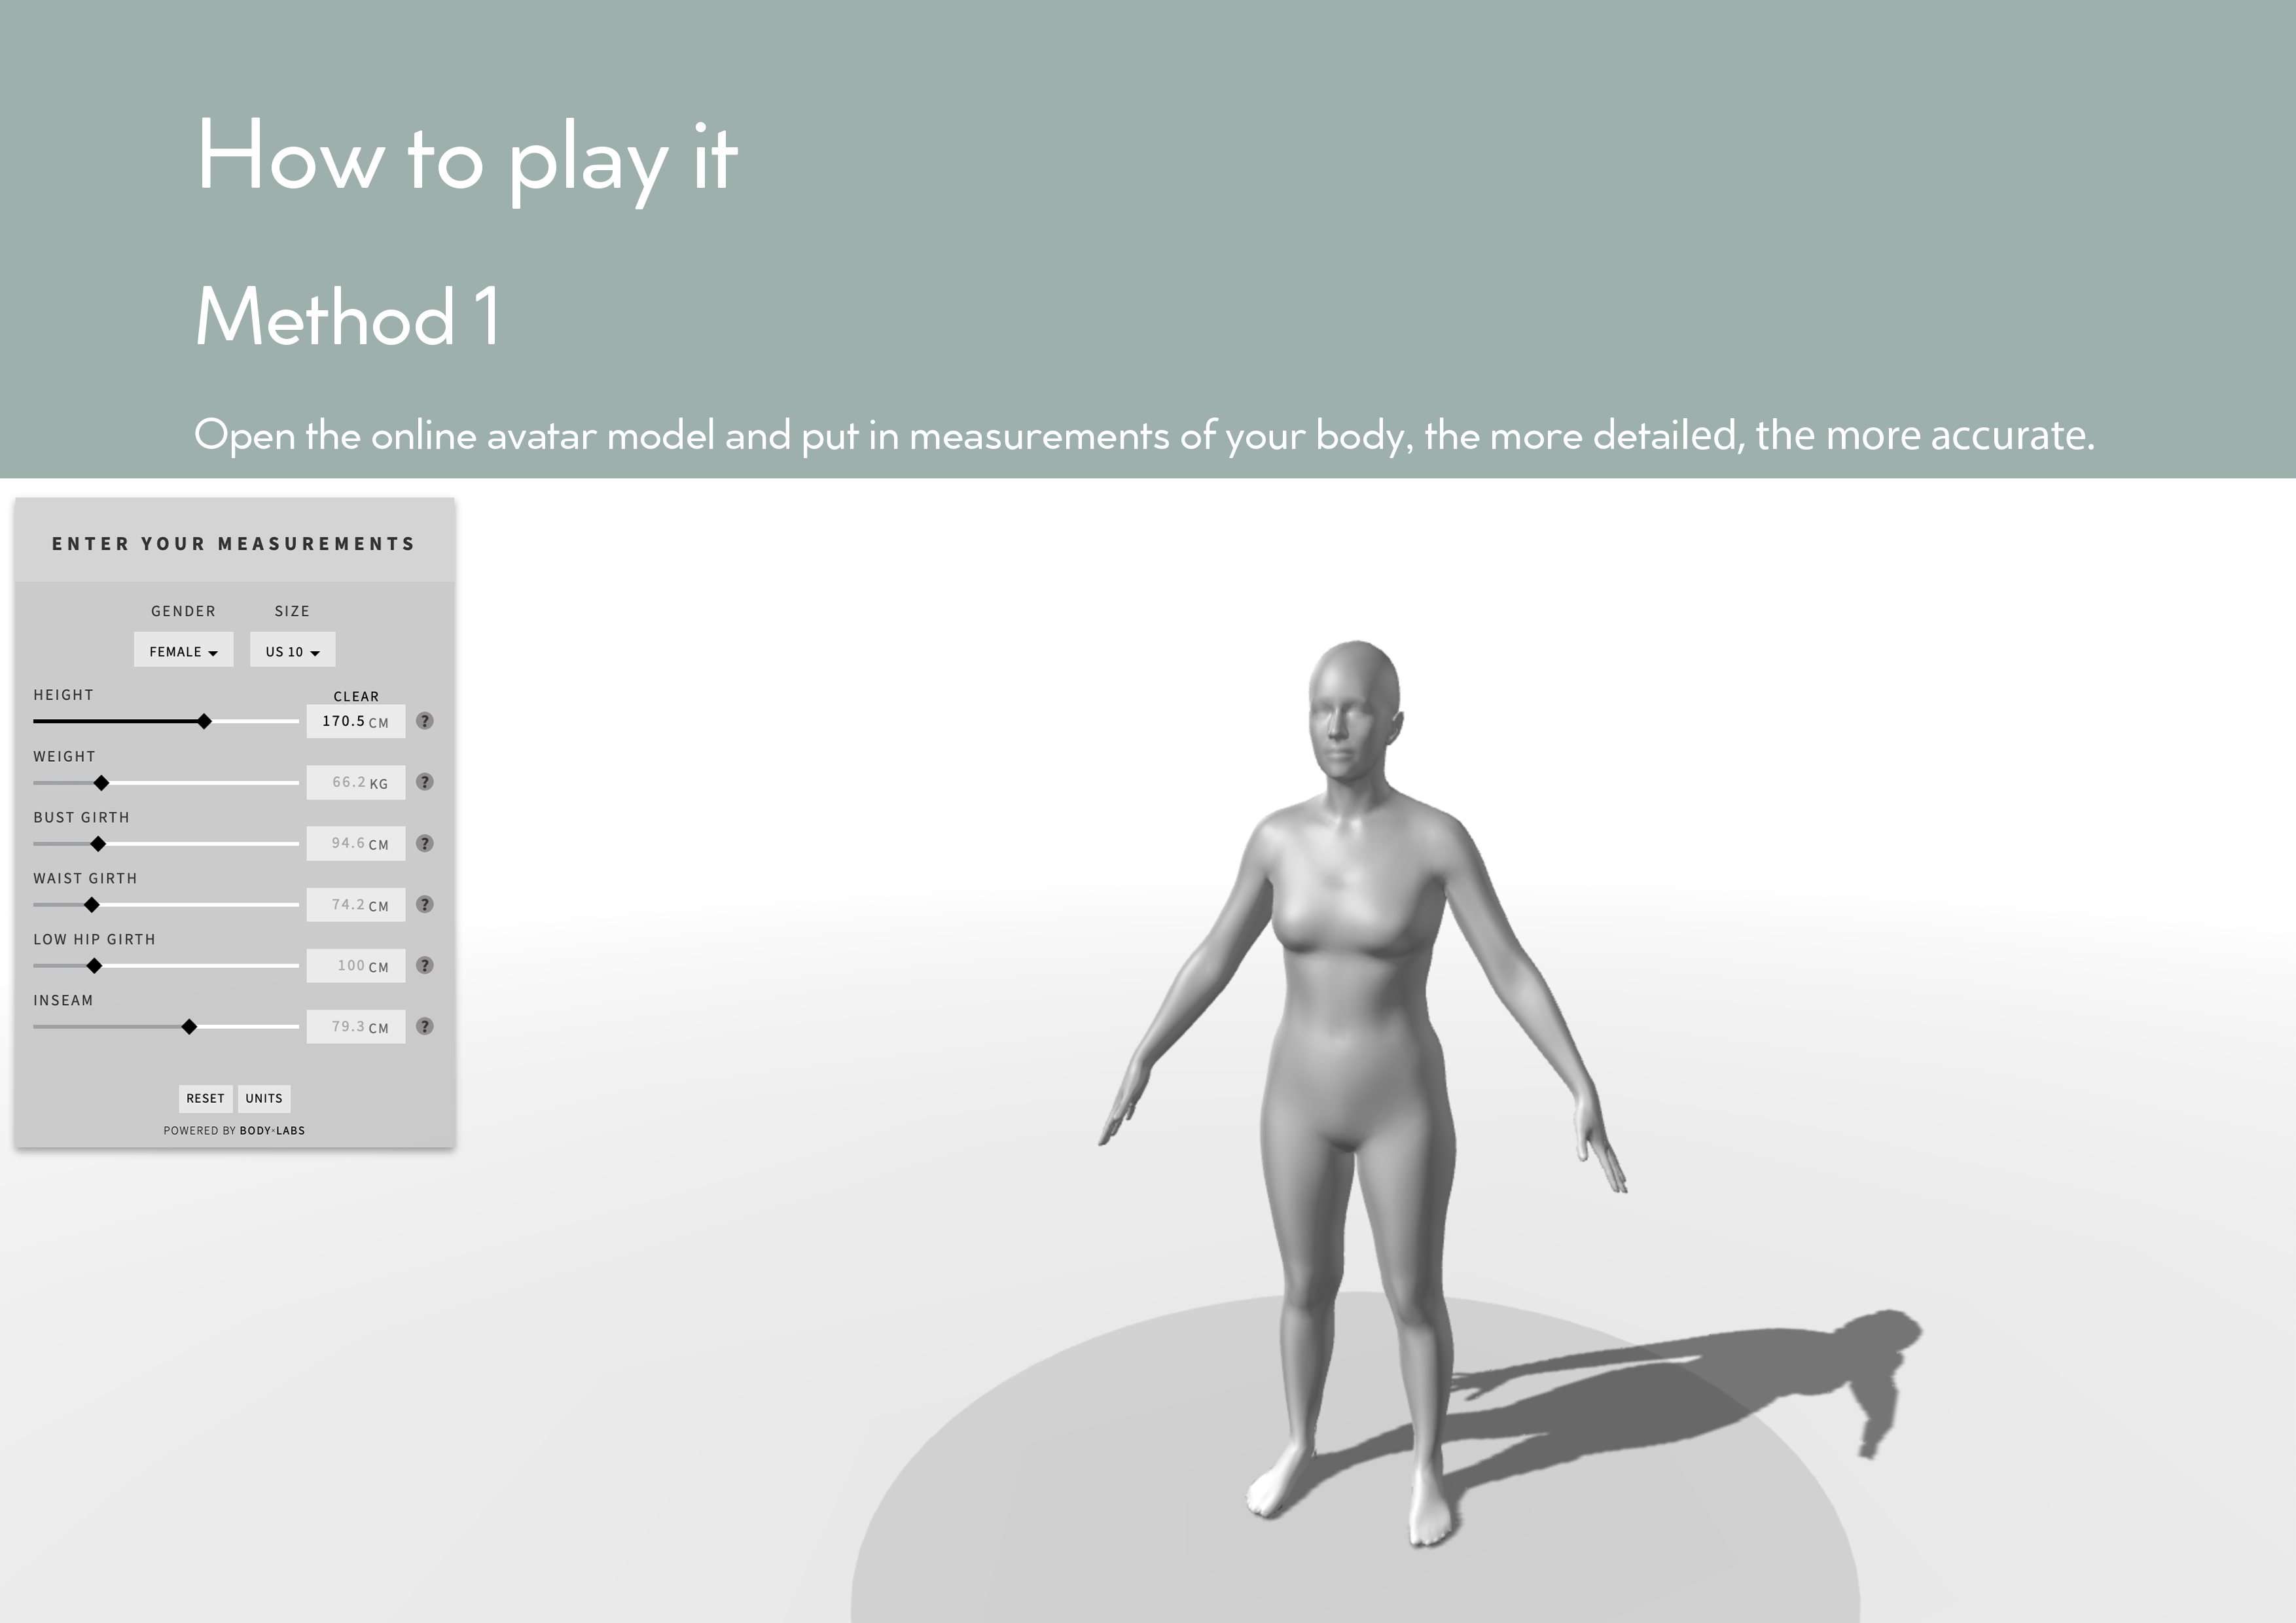 How to play it
Method 1
Open the online avatar model and put in measurements of your body, the more detailed, the more accurate.
ENTER YOUR MEASUREMENTS
GENDER SIZE
FEMALE US 10
HEIGHT CLEAR
170.5 CM ?
WEIGHT
66.2 KG ?
BUST GIRTH
94.6 CM ?
WAIST GIRTH
74.2 CM ?
LOW HIP GIRTH
100 CM ?
INSEAM
79.3 CM ?
RESET UNITS
POWERED BY BODY×LABS